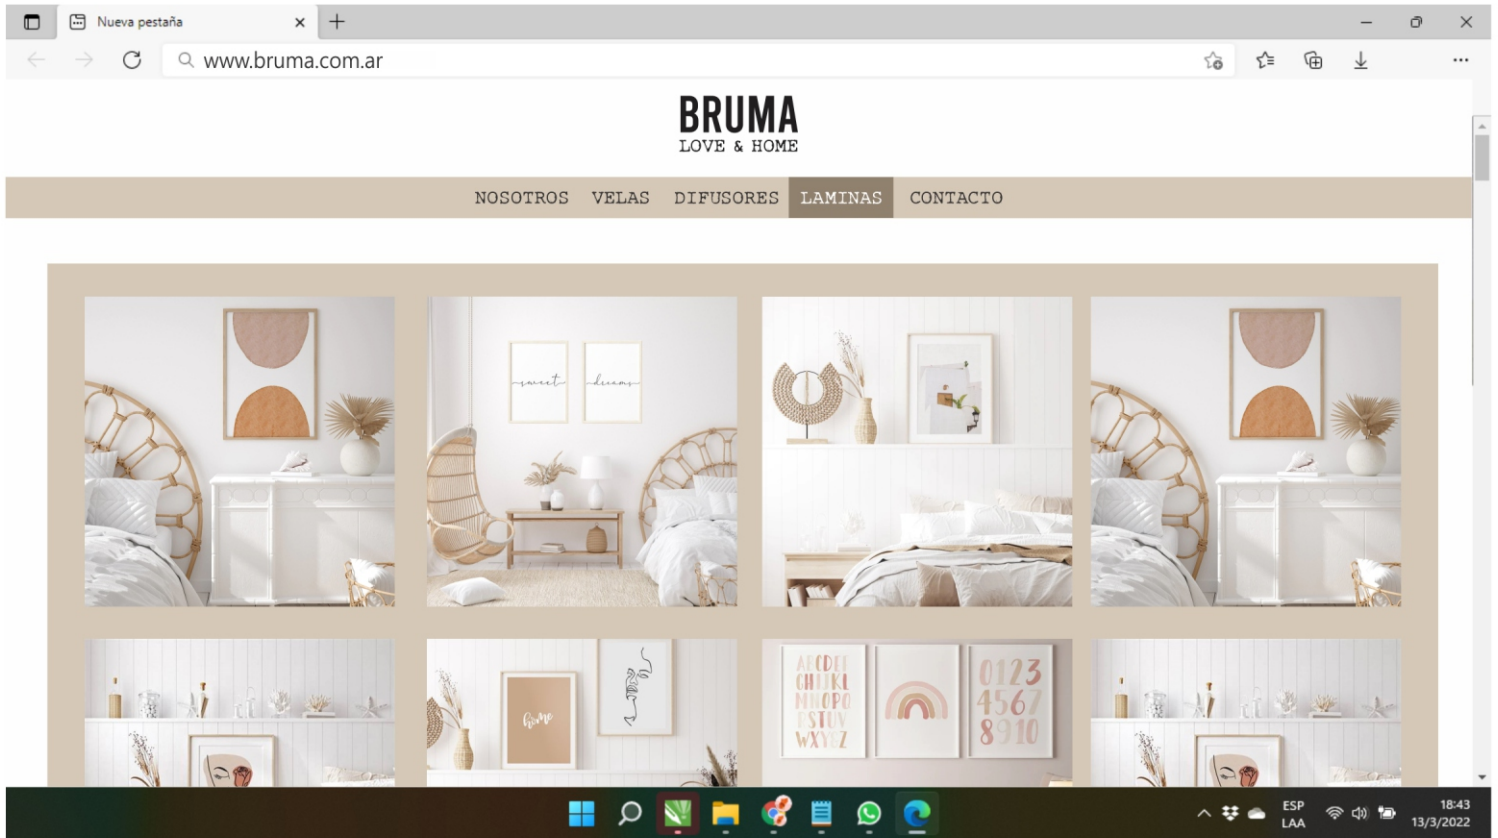 Nueva pestaña
www.bruma.com.ar
BRUMA
LOVE & HOME
NOSOTROS VELAS DIFUSORES LAMINAS CONTACTO
sweet dreams
home
ABCDEF
GHIJKL
MNOPQ
RSTUV
WXYZ
0123
4567
8910
ESP
LAA
18:43
13/3/2022